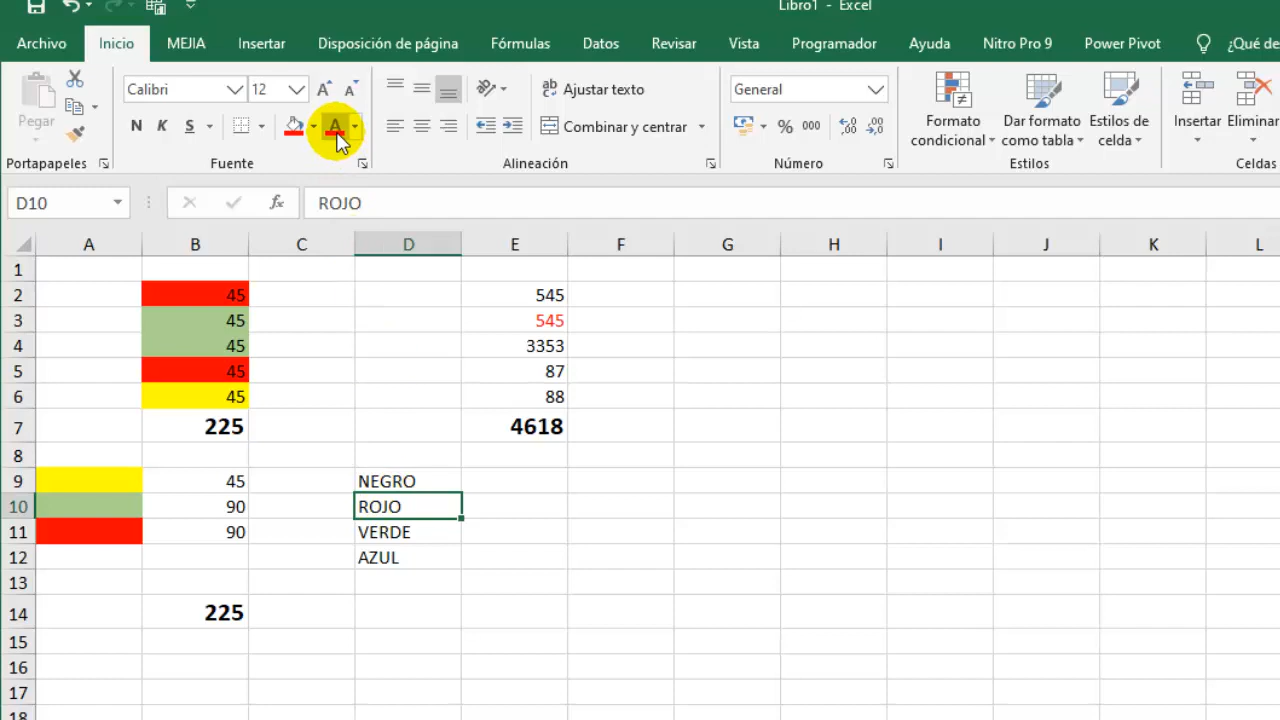 Libro1 - Excel
Archivo Inicio MEJIA Insertar Disposición de página Fórmulas Datos Revisar Vista Programador Ayuda Nitro Pro 9 Power Pivot ¿Qué de
Pegar
Calibri 12
N K S A
Ajustar texto
Combinar y centrar
General
% 000
Formato condicional
Dar formato como tabla
Estilos de celda
Insertar Eliminar
Portapapeles Fuente Alineación Número Estilos Celdas
D10 fx ROJO
A B C D E F G H I J K L
1
2 45 545
3 45 545
4 45 3353
5 45 87
6 45 88
7 225 4618
8
9 45 NEGRO
10 90 ROJO
11 90 VERDE
12 AZUL
13
14 225
15
16
17
18